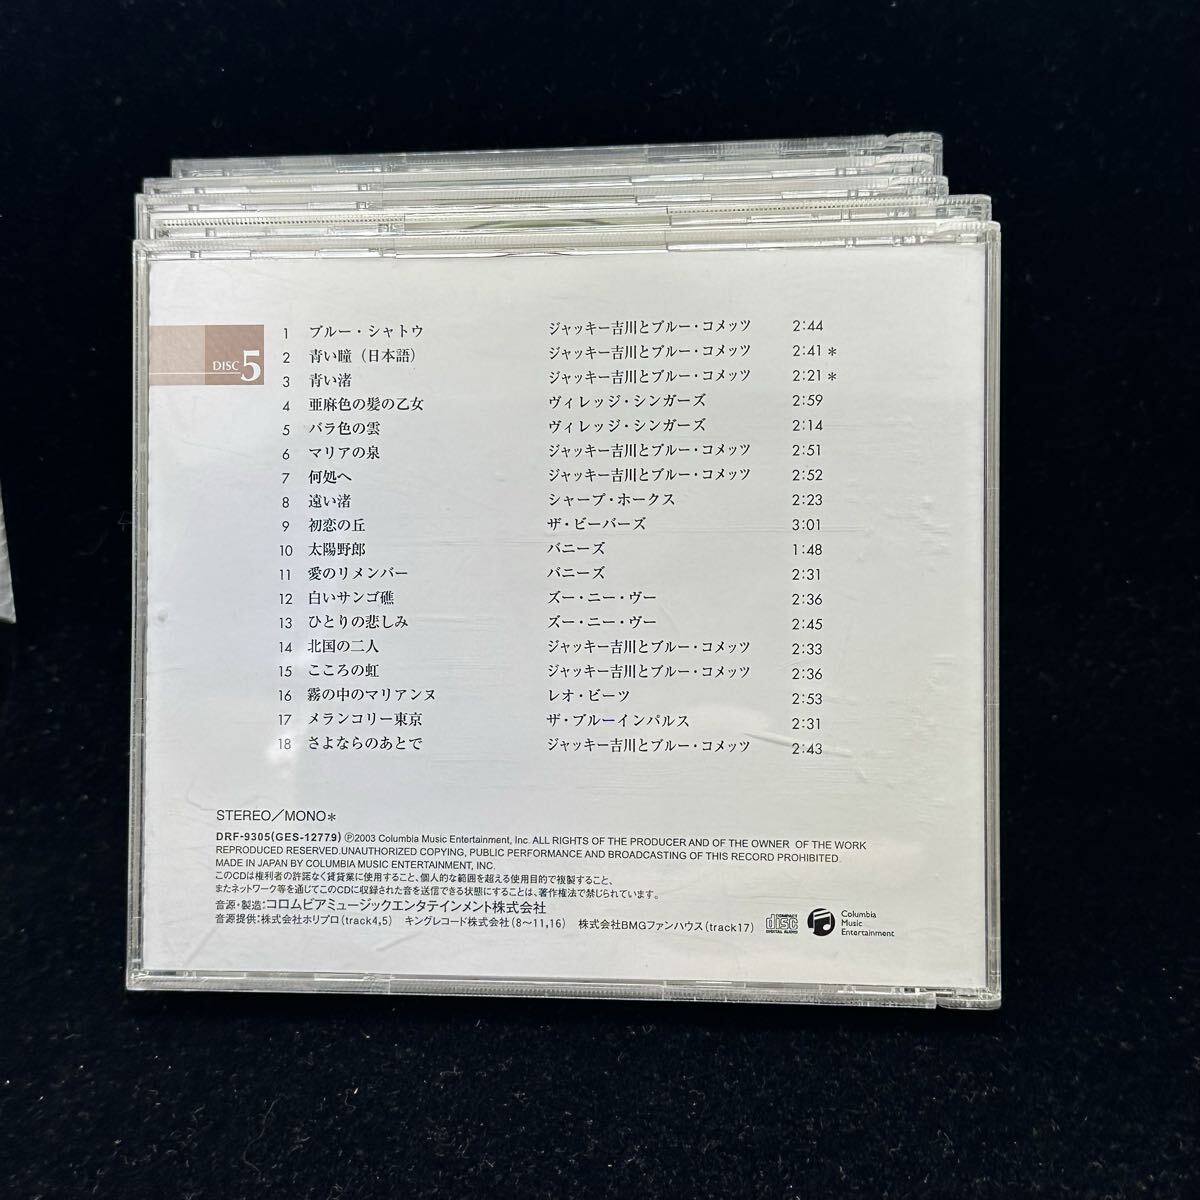 DISC 5
1 ブルー・シャトウ ジャッキー吉川とブルー・コメッツ 2:44
2 青い瞳（日本語） ジャッキー吉川とブルー・コメッツ 2:41＊
3 青い渚 ジャッキー吉川とブルー・コメッツ 2:21＊
4 亜麻色の髪の乙女 ヴィレッジ・シンガーズ 2:59
5 バラ色の雲 ヴィレッジ・シンガーズ 2:14
6 マリアの泉 ジャッキー吉川とブルー・コメッツ 2:51
7 何処へ ジャッキー吉川とブルー・コメッツ 2:52
8 遠い渚 シャープ・ホークス 2:23
9 初恋の丘 ザ・ビーバーズ 3:01
10 太陽野郎 バニーズ 1:48
11 愛のリメンバー バニーズ 2:31
12 白いサンゴ礁 ズー・ニー・ヴー 2:36
13 ひとりの悲しみ ズー・ニー・ヴー 2:45
14 北国の二人 ジャッキー吉川とブルー・コメッツ 2:33
15 こころの虹 ジャッキー吉川とブルー・コメッツ 2:36
16 霧の中のマリアンヌ レオ・ビーツ 2:53
17 メランコリー東京 ザ・ブルーインパルス 2:31
18 さよならのあとで ジャッキー吉川とブルー・コメッツ 2:43
STEREO／MONO＊
DRF-9305(GES-12779) ℗2003 Columbia Music Entertainment, Inc. ALL RIGHTS OF THE PRODUCER AND OF THE OWNER OF THE WORK
REPRODUCED RESERVED.UNAUTHORIZED COPYING, PUBLIC PERFORMANCE AND BROADCASTING OF THIS RECORD PROHIBITED.
MADE IN JAPAN BY COLUMBIA MUSIC ENTERTAINMENT, INC.
このCDは権利者の許諾なく賃貸業に使用すること、個人的な範囲を超える使用目的で複製すること、
またネットワーク等を通じてこのCDに収録された音を送信できる状態にすることは、著作権法で禁じられています。
音源・製造:コロムビアミュージックエンタテインメント株式会社
音源提供:株式会社ホリプロ(track4,5) キングレコード株式会社(8〜11,16) 株式会社BMGファンハウス(track17)
COMPACT disc DIGITAL AUDIO
Columbia
Music
Entertainment